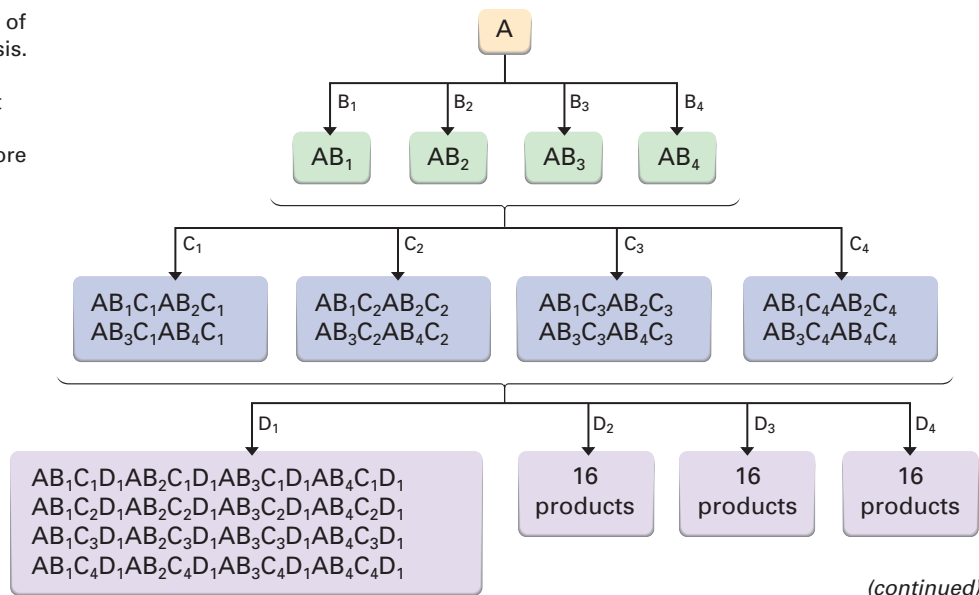 of
sis.
t
ore
A
B₁ B₂ B₃ B₄
AB₁ AB₂ AB₃ AB₄
C₁ C₂ C₃ C₄
AB₁C₁AB₂C₁
AB₃C₁AB₄C₁
AB₁C₂AB₂C₂
AB₃C₂AB₄C₂
AB₁C₃AB₂C₃
AB₃C₃AB₄C₃
AB₁C₄AB₂C₄
AB₃C₄AB₄C₄
D₁ D₂ D₃ D₄
AB₁C₁D₁AB₂C₁D₁AB₃C₁D₁AB₄C₁D₁
AB₁C₂D₁AB₂C₂D₁AB₃C₂D₁AB₄C₂D₁
AB₁C₃D₁AB₂C₃D₁AB₃C₃D₁AB₄C₃D₁
AB₁C₄D₁AB₂C₄D₁AB₃C₄D₁AB₄C₄D₁
16
products
16
products
16
products
(continued)